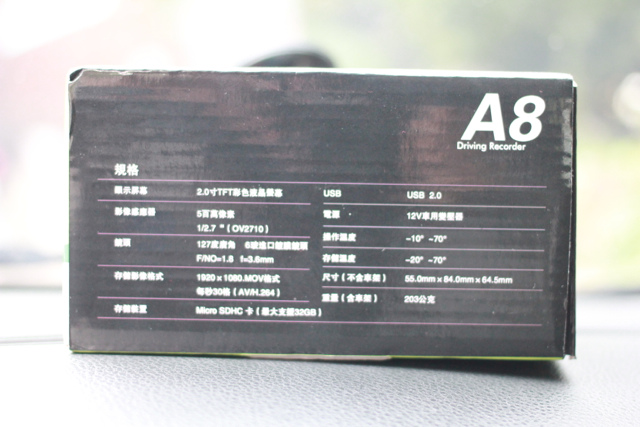 A8
Driving Recorder
規格
顯示屏幕 2.0寸TFT彩色液晶螢幕
影像感應器 5百萬像素
1/2.7 "(OV2710)
鏡頭 127度廣角 6玻進口鍍膜鏡頭
F/NO=1.8 f=3.6mm
存儲影像格式 1920 x 1080.MOV格式
每秒30格 (AV/H.264)
存儲裝置 Micro SDHC 卡 (最大支援32GB)
USB USB 2.0
電源 12V車用變壓器
操作溫度 -10° ~70°
存儲溫度 -20° ~70°
尺寸 (不含車架) 55.0mm x 84.0mm x 64.5mm
重量 (含車架) 203公克